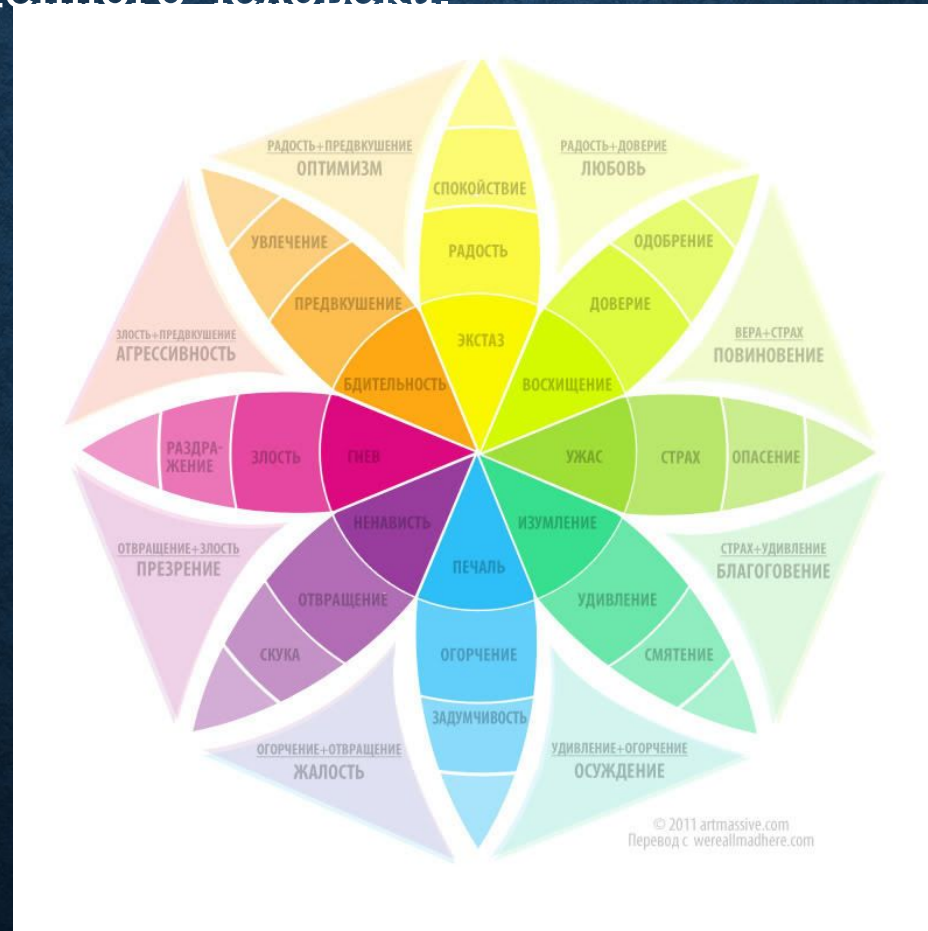 РАДОСТЬ+ПРЕДВКУШЕНИЕ
ОПТИМИЗМ
РАДОСТЬ+ДОВЕРИЕ
ЛЮБОВЬ
СПОКОЙСТВИЕ
УВЛЕЧЕНИЕ
ОДОБРЕНИЕ
РАДОСТЬ
ПРЕДВКУШЕНИЕ
ДОВЕРИЕ
ЗЛОСТЬ+ПРЕДВКУШЕНИЕ
АГРЕССИВНОСТЬ
ВЕРА+СТРАХ
ПОВИНОВЕНИЕ
ЭКСТАЗ
БДИТЕЛЬНОСТЬ
ВОСХИЩЕНИЕ
РАЗДРА-
ЖЕНИЕ
ЗЛОСТЬ
ГНЕВ
УЖАС
СТРАХ
ОПАСЕНИЕ
НЕНАВИСТЬ
ИЗУМЛЕНИЕ
ОТВРАЩЕНИЕ+ЗЛОСТЬ
ПРЕЗРЕНИЕ
ПЕЧАЛЬ
СТРАХ+УДИВЛЕНИЕ
БЛАГОГОВЕНИЕ
ОТВРАЩЕНИЕ
УДИВЛЕНИЕ
СКУКА
ОГОРЧЕНИЕ
СМЯТЕНИЕ
ЗАДУМЧИВОСТЬ
ОГОРЧЕНИЕ+ОТВРАЩЕНИЕ
ЖАЛОСТЬ
УДИВЛЕНИЕ+ОГОРЧЕНИЕ
ОСУЖДЕНИЕ
© 2011 artmassive.com
Перевод с wereallmadhere.com